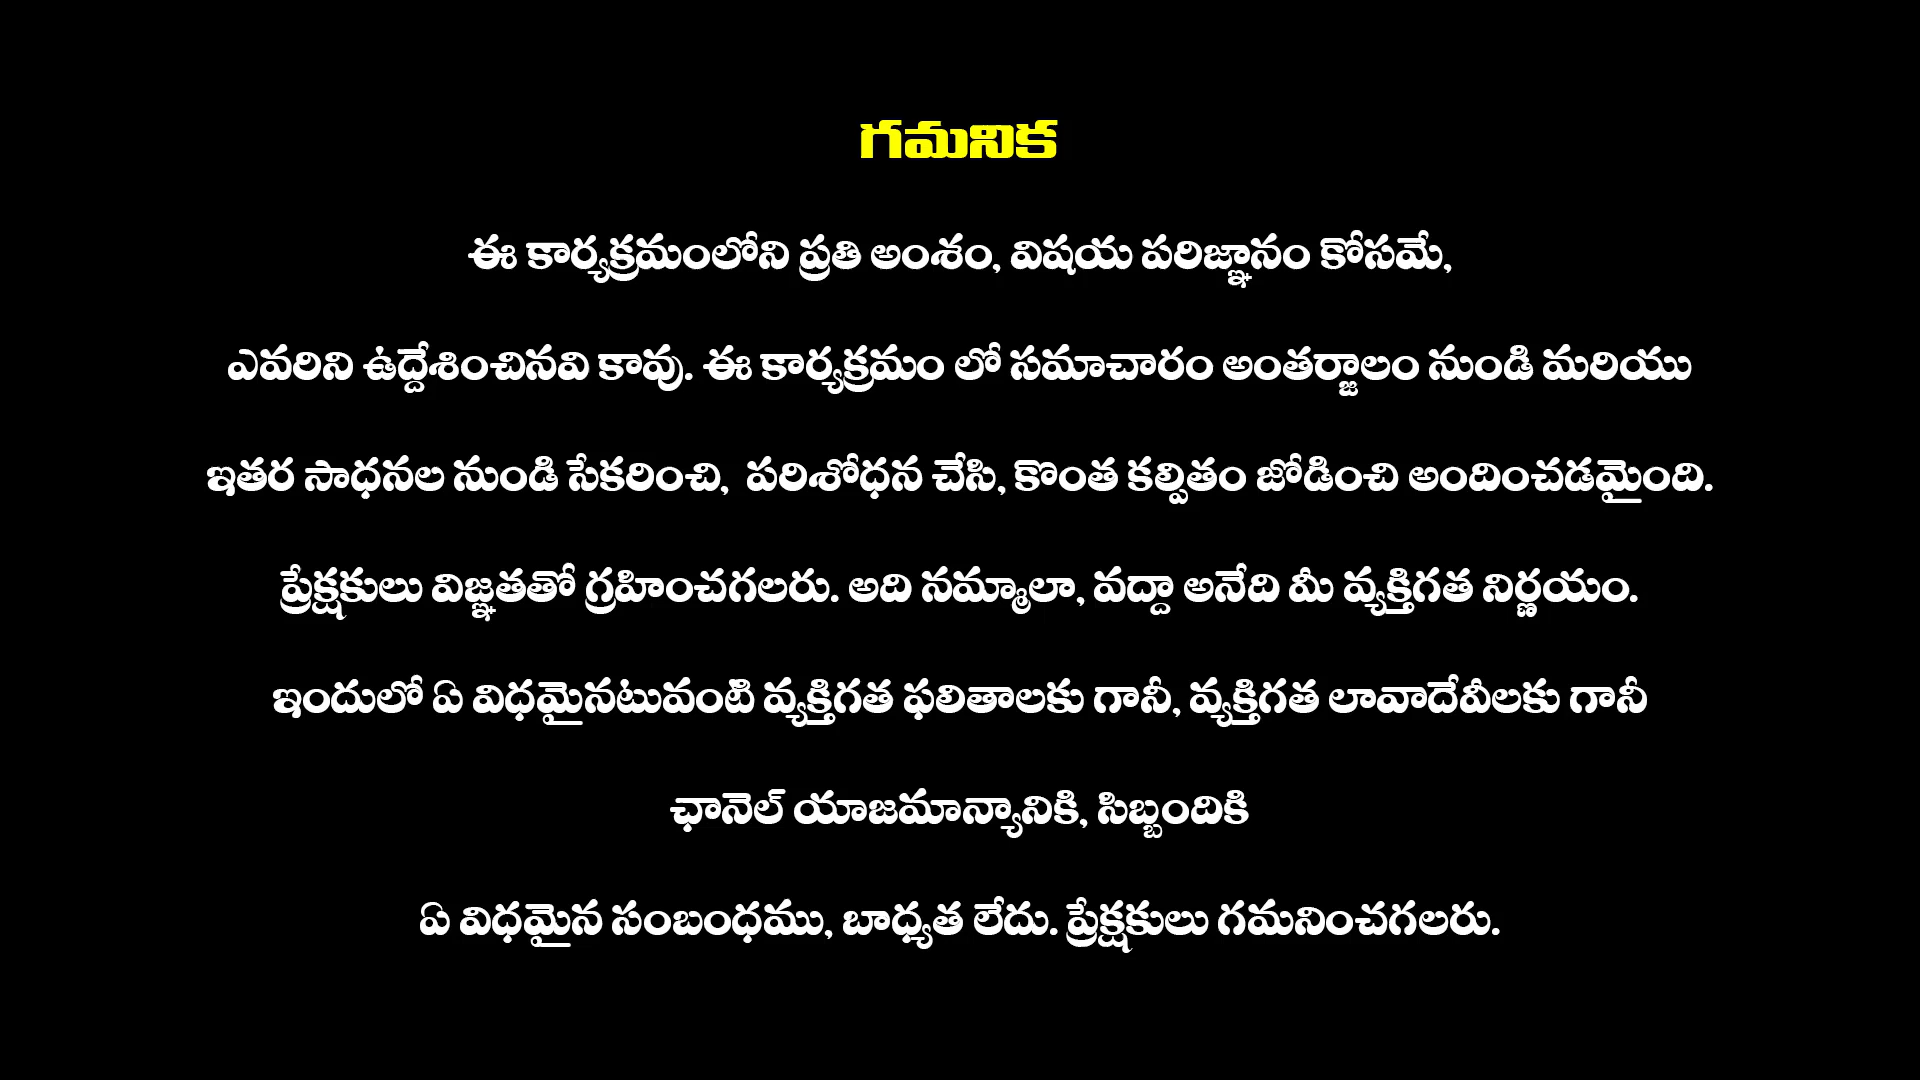 గమనిక
ఈ కార్యక్రమంలోని ప్రతి అంశం, విషయ పరిజ్ఞానం కోసమే,
ఎవరిని ఉద్దేశించినవి కావు. ఈ కార్యక్రమం లో సమాచారం అంతర్జాలం నుండి మరియు
ఇతర సాధనల నుండి సేకరించి, పరిశోధన చేసి, కొంత కల్పితం జోడించి అందించడమైంది.
ప్రేక్షకులు విజ్ఞతతో గ్రహించగలరు. అది నమ్మాలా, వద్దా అనేది మీ వ్యక్తిగత నిర్ణయం.
ఇందులో ఏ విధమైనటువంటి వ్యక్తిగత ఫలితాలకు గానీ, వ్యక్తిగత లావాదేవీలకు గానీ
ఛానెల్ యాజమాన్యానికి, సిబ్బందికి
ఏ విధమైన సంబంధము, బాధ్యత లేదు. ప్రేక్షకులు గమనించగలరు.